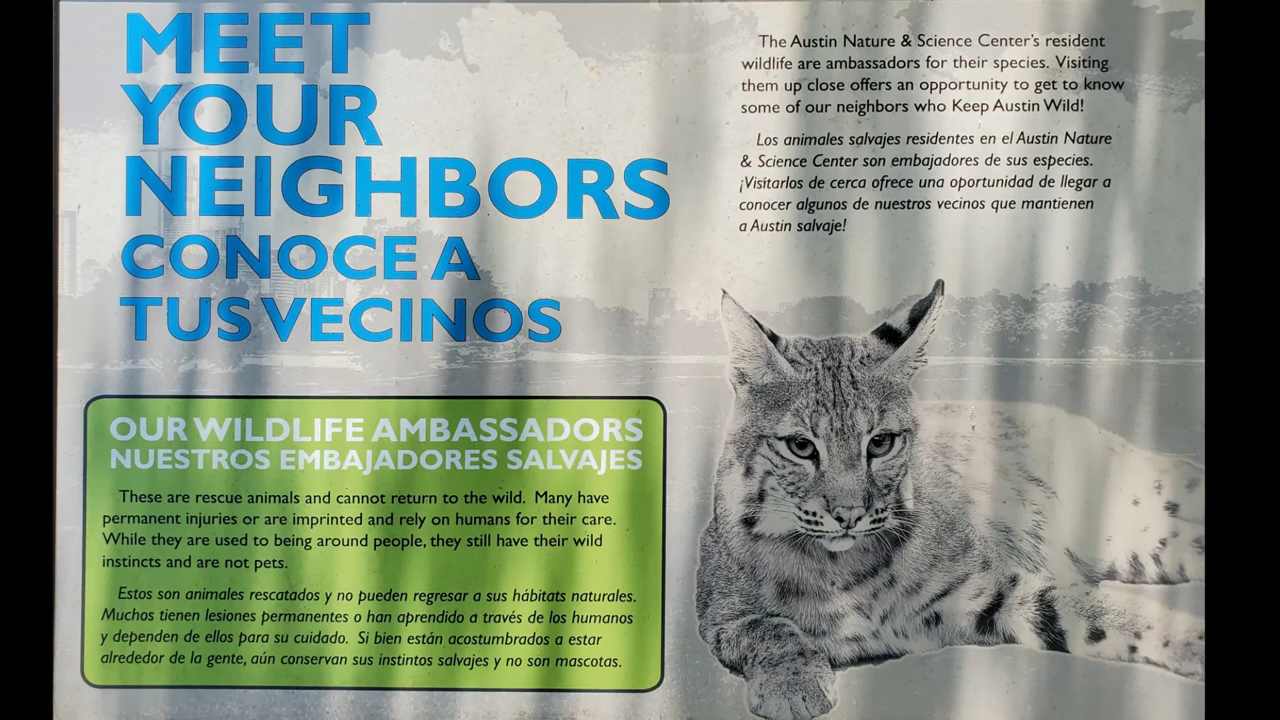 MEET
YOUR
NEIGHBORS
CONOCE A
TUS VECINOS
The Austin Nature & Science Center's resident
wildlife are ambassadors for their species. Visiting
them up close offers an opportunity to get to know
some of our neighbors who Keep Austin Wild!
Los animales salvajes residentes en el Austin Nature
& Science Center son embajadores de sus especies.
¡Visitarlos de cerca ofrece una oportunidad de llegar a
conocer algunos de nuestros vecinos que mantienen
a Austin salvaje!
OUR WILDLIFE AMBASSADORS
NUESTROS EMBAJADORES SALVAJES
These are rescue animals and cannot return to the wild. Many have
permanent injuries or are imprinted and rely on humans for their care.
While they are used to being around people, they still have their wild
instincts and are not pets.
Estos son animales rescatados y no pueden regresar a sus hábitats naturales.
Muchos tienen lesiones permanentes o han aprendido a través de los humanos
y dependen de ellos para su cuidado. Si bien están acostumbrados a estar
alrededor de la gente, aún conservan sus instintos salvajes y no son mascotas.